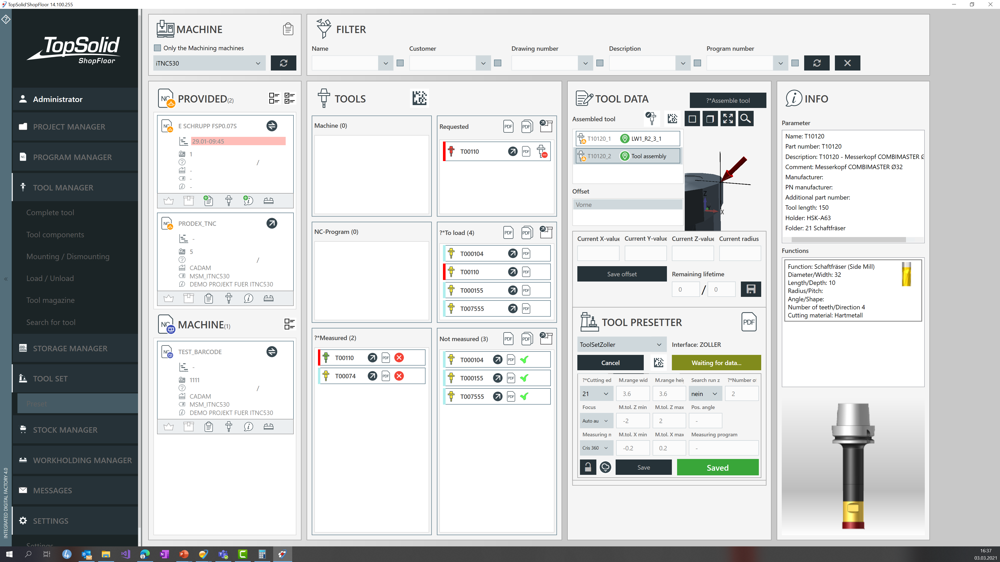 TopSolid'ShopFloor 14.100.255
TopSolid
ShopFloor
Administrator
PROJECT MANAGER
PROGRAM MANAGER
TOOL MANAGER
Complete tool
Tool components
Mounting / Dismounting
Load / Unload
Tool magazine
Search for tool
STORAGE MANAGER
TOOL SET
Preset
STOCK MANAGER
WORKHOLDING MANAGER
MESSAGES
SETTINGS
Settings
INTEGRATED DIGITAL FACTORY 4.0
MACHINE
Only the Machining machines
iTNC530
FILTER
Name
Customer
Drawing number
Description
Program number
NC
PROVIDED(2)
NC
E SCHRUPP FSP0.07S
29.01-09:45
1
/
-
-
-
NC
PRODEX_TNC
-
5
/
CADAM
MSM_ITNC530
DEMO PROJEKT FUER ITNC530
NC
MACHINE(1)
NC
TEST_BARCODE
-
1111
/
CADAM
MSM_ITNC530
DEMO PROJEKT FUER ITNC530
TOOLS
Machine (0)
Requested
PDF
PDF
T00110
PDF
NC-Program (0)
?*To load (4)
PDF
PDF
T000104
PDF
T00110
PDF
T000155
PDF
T007555
PDF
?*Measured (2)
T00110
PDF
T00074
PDF
Not measured (3)
PDF
PDF
T000104
PDF
T000155
PDF
T007555
PDF
TOOL DATA
?*Assemble tool
Assembled tool
T10120_1
LW1_R2_3_1
T10120_2
Tool assembly
Offset
Vorne
Z
Y
X
Current X-value
Current Y-value
Current Z-value
Current radius
Save offset
Remaining lifetime
0 / 0
TOOL PRESETTER
PDF
ToolSetZoller
Interface: ZOLLER
Cancel
Waiting for data...
?*Cutting ed
M.range wid
M.range heig
Search run z
?*Number of
21
3.6
3.6
nein
2
Focus
M.tol. Z min
M.tol. Z max
Pos. angle
Auto au
-2
2
-
Measuring n
M.tol. X min
M.tol. X max
Measuring program
Cris 360
-0.2
0.2
-
Save
Saved
INFO
Parameter
Name: T10120
Part number: T10120
Description: T10120 - Messerkopf COMBIMASTER Ø
Comment: Messerkopf COMBIMASTER Ø32
Manufacturer:
PN manufacturer:
Additional part number:
Tool length: 150
Holder: HSK-A63
Folder: 21 Schaftfräser
Functions
Function: Schaftfräser (Side Mill)
Diameter/Width: 32
Length/Depth: 10
Radius/Pitch:
Angle/Shape:
Number of teeth/Direction 4
Cutting material: Hartmetall
16:37
03.03.2021